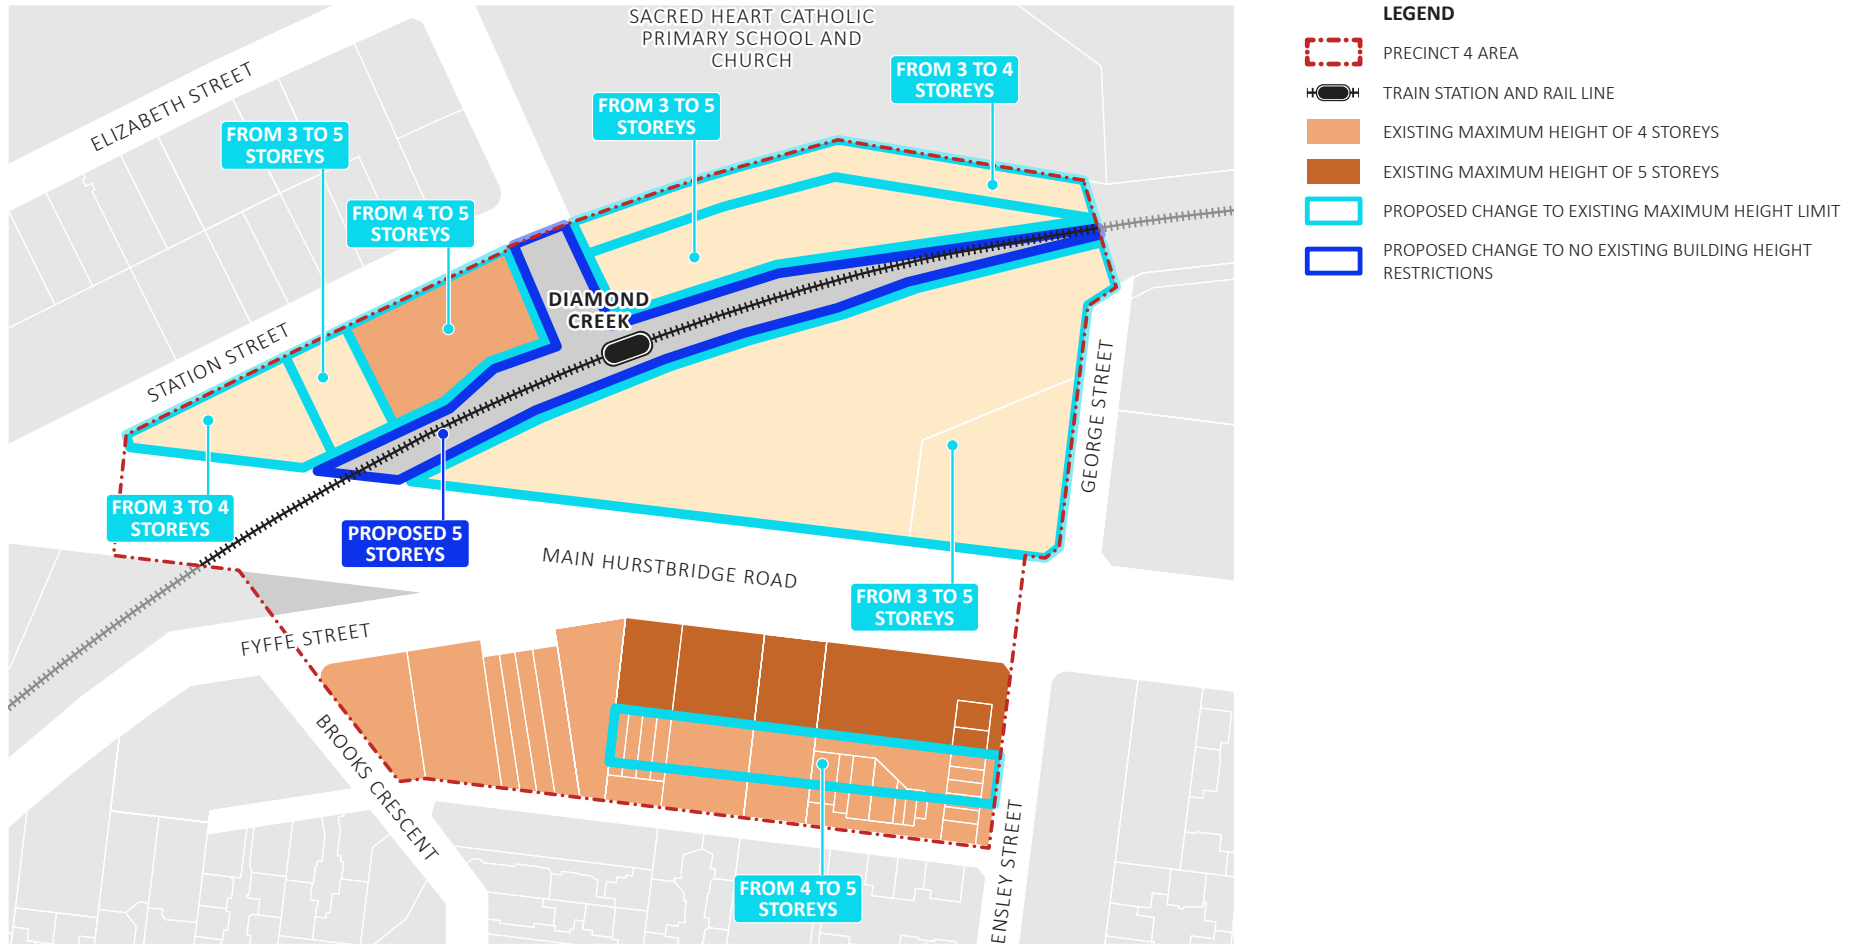 SACRED HEART CATHOLIC
PRIMARY SCHOOL AND
CHURCH
ELIZABETH STREET
FROM 3 TO 5
STOREYS
FROM 3 TO 5
STOREYS
FROM 3 TO 4
STOREYS
FROM 4 TO 5
STOREYS
DIAMOND
CREEK
STATION STREET
GEORGE STREET
FROM 3 TO 4
STOREYS
PROPOSED 5
STOREYS
MAIN HURSTBRIDGE ROAD
FROM 3 TO 5
STOREYS
FYFFE STREET
BROOKS CRESCENT
ENSLEY STREET
FROM 4 TO 5
STOREYS
LEGEND
PRECINCT 4 AREA
TRAIN STATION AND RAIL LINE
EXISTING MAXIMUM HEIGHT OF 4 STOREYS
EXISTING MAXIMUM HEIGHT OF 5 STOREYS
PROPOSED CHANGE TO EXISTING MAXIMUM HEIGHT LIMIT
PROPOSED CHANGE TO NO EXISTING BUILDING HEIGHT
RESTRICTIONS